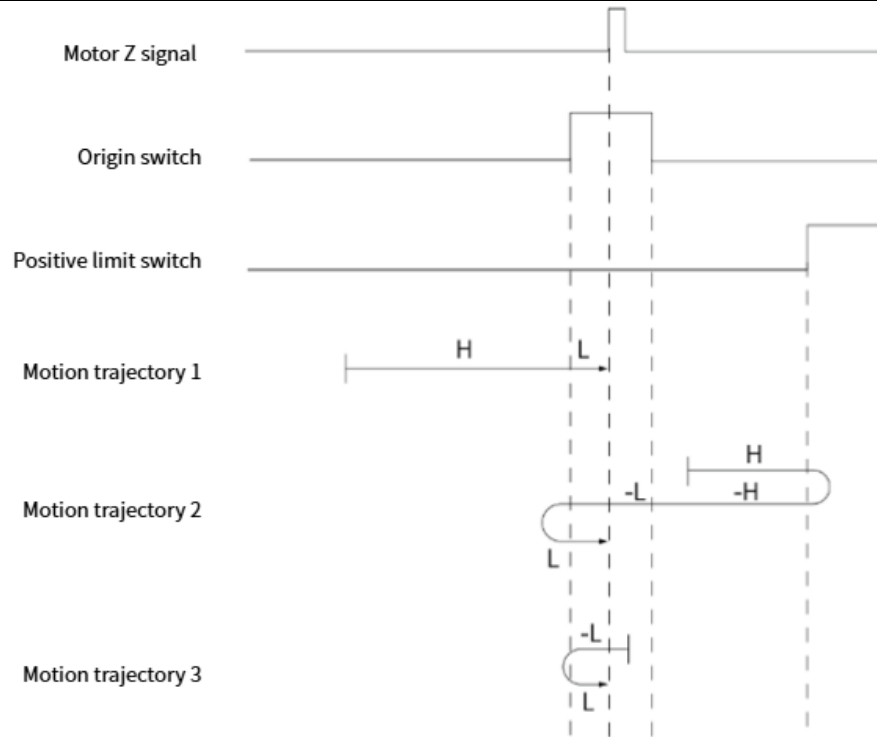 Motor Z signal
Origin switch
Positive limit switch
H L
Motion trajectory 1
H
-L -H
Motion trajectory 2
L
-L
Motion trajectory 3
L